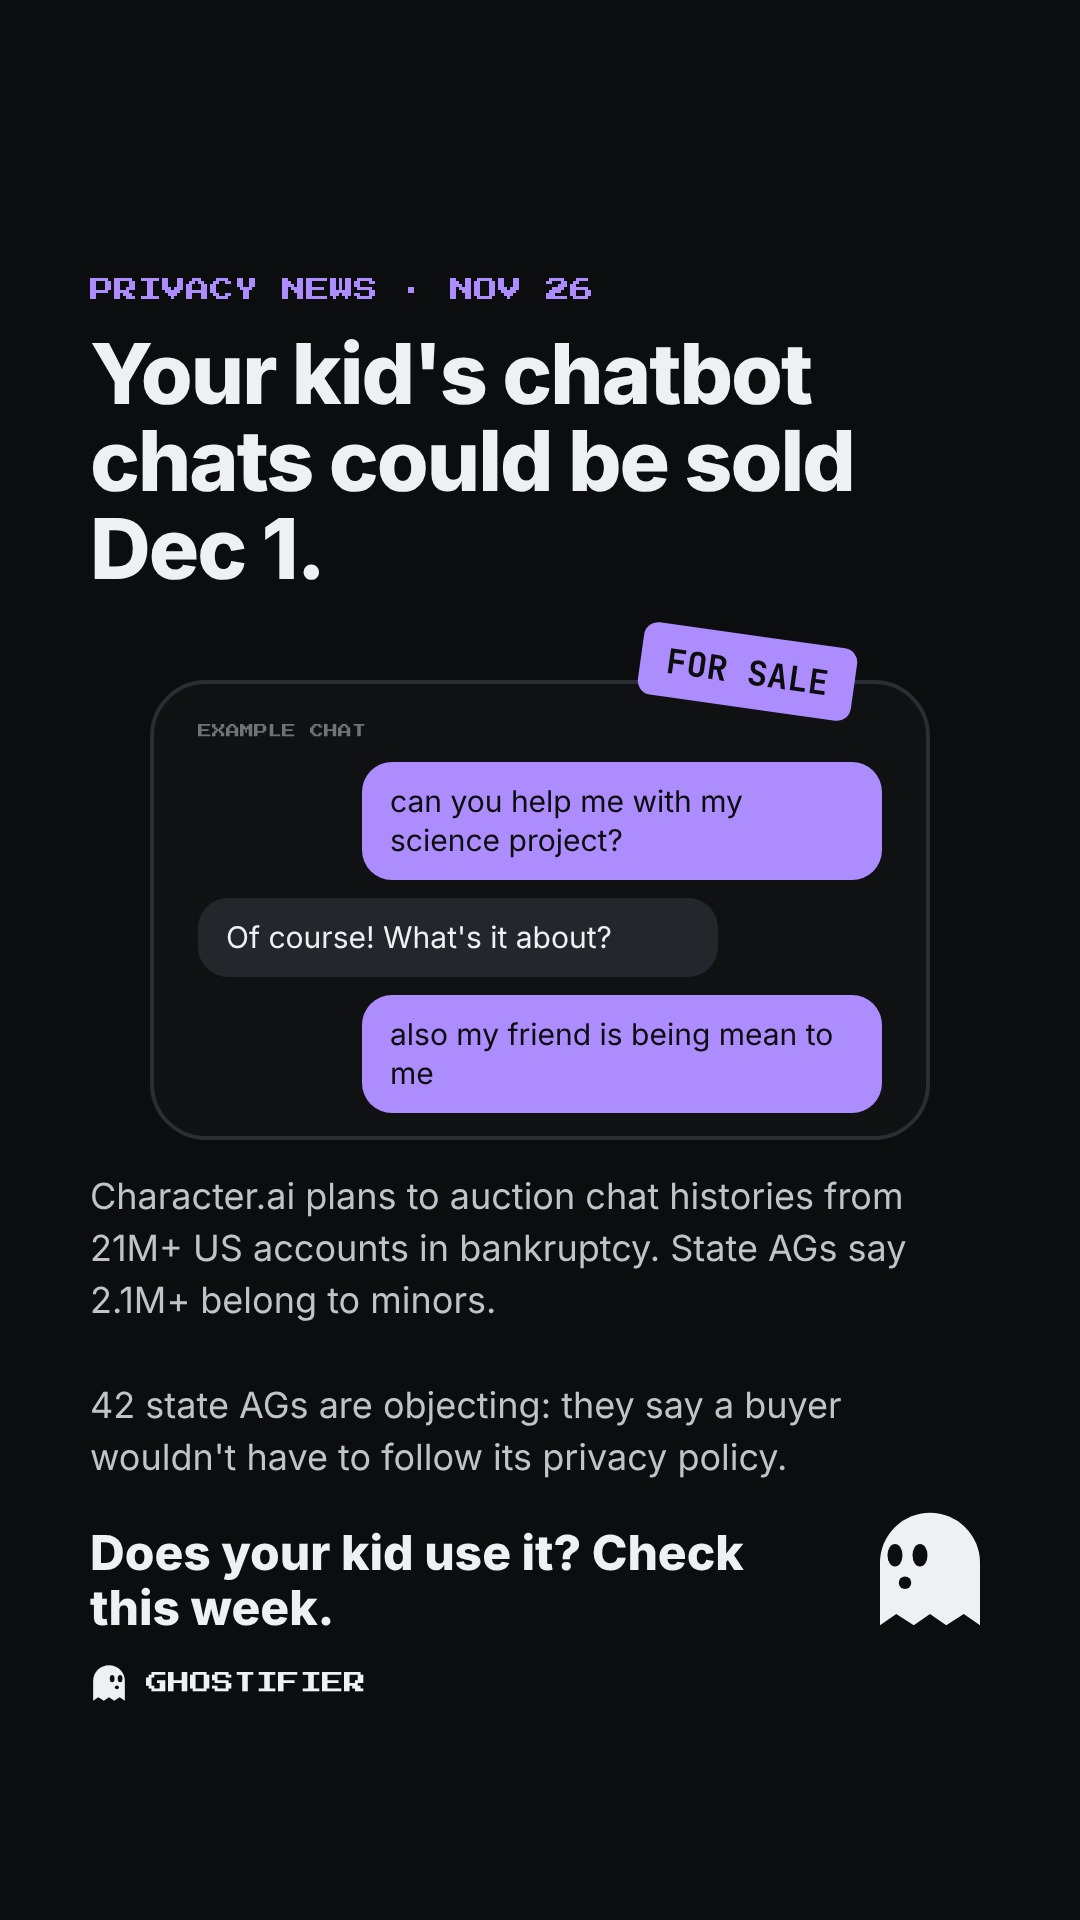 PRIVACY NEWS · NOV 26
Your kid's chatbot
chats could be sold
Dec 1.
FOR SALE
EXAMPLE CHAT
can you help me with my
science project?
Of course! What's it about?
also my friend is being mean to
me
Character.ai plans to auction chat histories from
21M+ US accounts in bankruptcy. State AGs say
2.1M+ belong to minors.
42 state AGs are objecting: they say a buyer
wouldn't have to follow its privacy policy.
Does your kid use it? Check
this week.
GHOSTIFIER